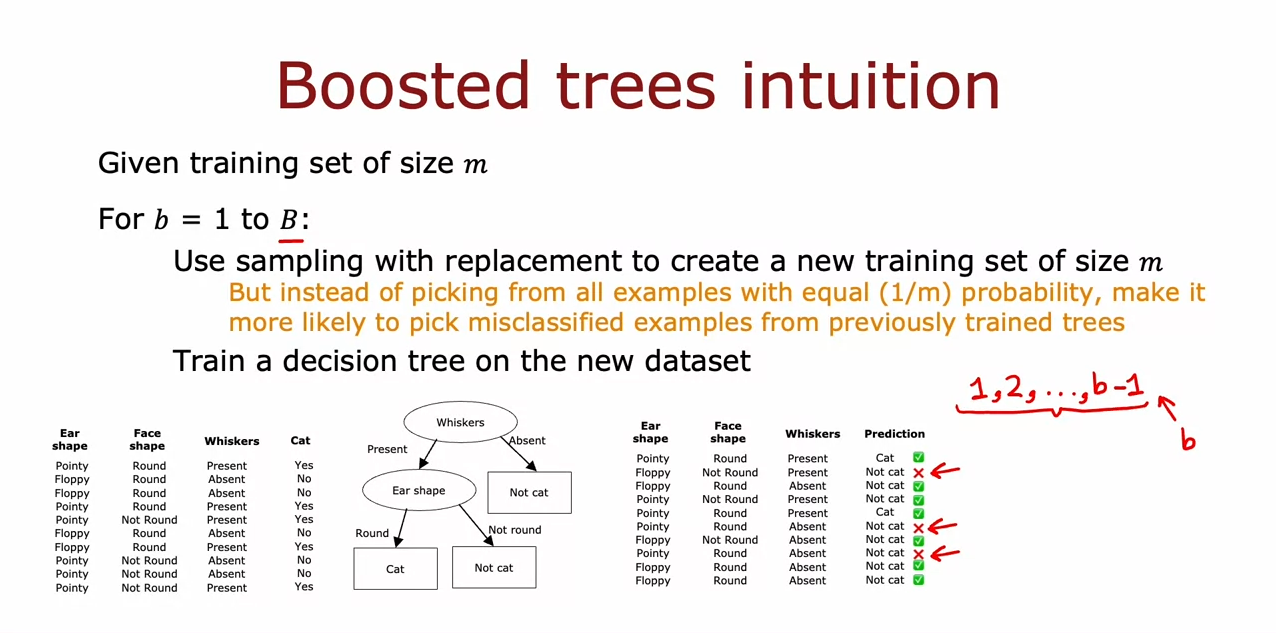 Boosted trees intuition
Given training set of size m
For b = 1 to B:
Use sampling with replacement to create a new training set of size m
But instead of picking from all examples with equal (1/m) probability, make it
more likely to pick misclassified examples from previously trained trees
Train a decision tree on the new dataset
1,2, ...,b-1
b
Ear shape Face shape Whiskers Cat
Pointy Round Present Yes
Floppy Round Absent No
Floppy Round Absent No
Pointy Round Present Yes
Pointy Not Round Present Yes
Floppy Round Absent No
Floppy Round Present Yes
Pointy Not Round Absent No
Pointy Not Round Absent No
Pointy Not Round Present Yes
Whiskers
Present
Absent
Ear shape
Not cat
Round
Not round
Cat
Not cat
Ear shape Face shape Whiskers Prediction
Pointy Round Present Cat ✅
Floppy Not Round Present Not cat ❌
Floppy Round Absent Not cat ✅
Pointy Not Round Present Not cat ✅
Pointy Round Present Cat ✅
Pointy Round Absent Not cat ❌
Floppy Not Round Absent Not cat ✅
Pointy Round Absent Not cat ❌
Floppy Round Absent Not cat ✅
Floppy Round Absent Not cat ✅